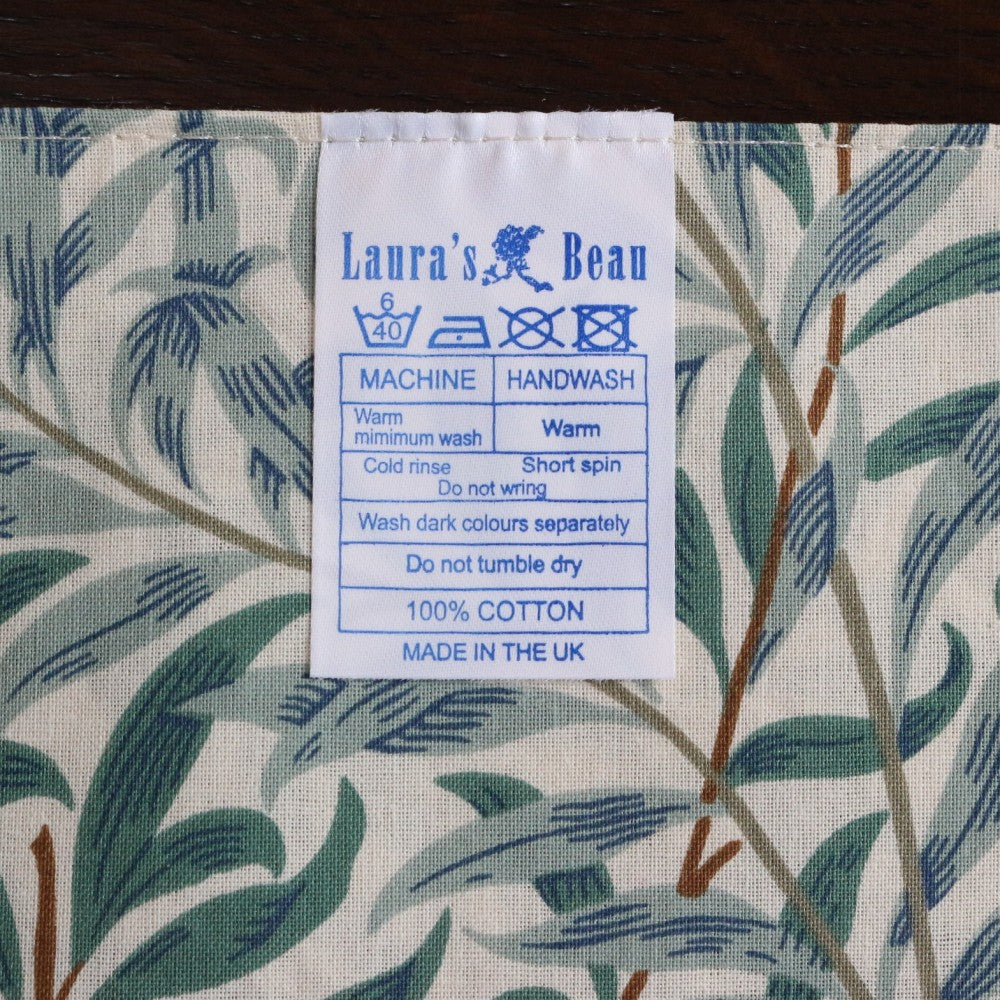 Laura's Beau
6
40
MACHINE HANDWASH
Warm
mimimum wash Warm
Cold rinse Short spin
Do not wring
Wash dark colours separately
Do not tumble dry
100% COTTON
MADE IN THE UK